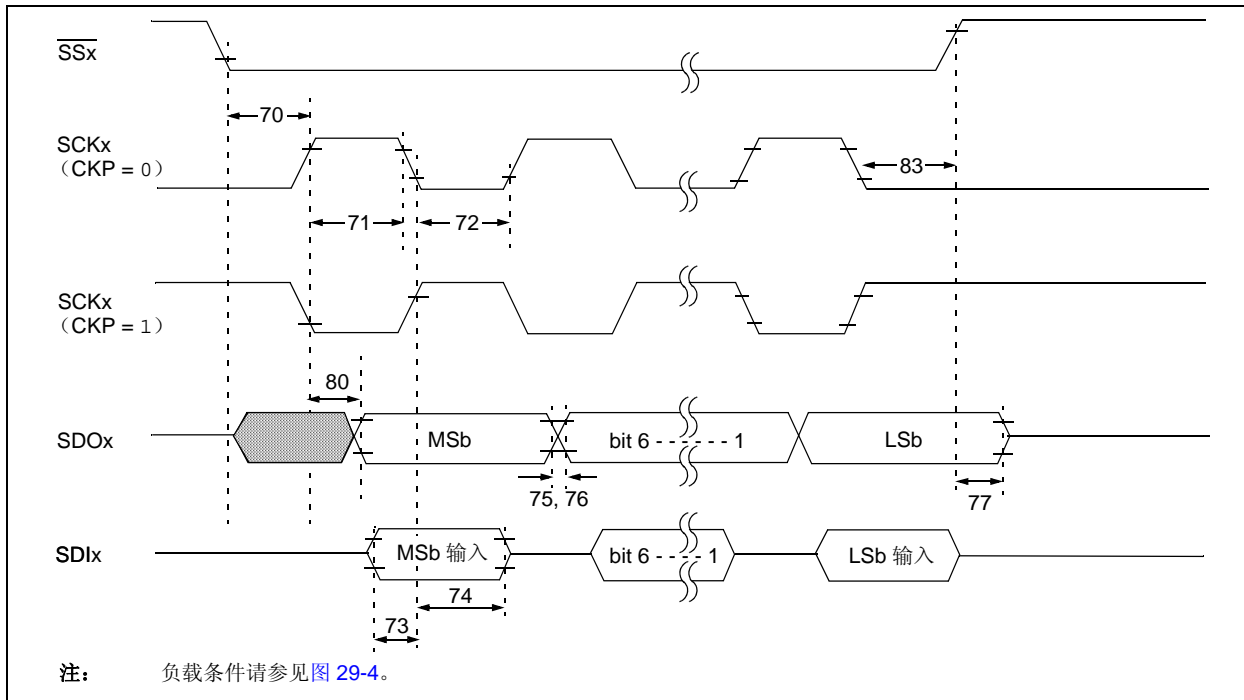 SSx
70
SCKx
（CKP = 0）
83
71
72
SCKx
（CKP = 1）
80
SDOx
MSb
bit 6 - - - - - - 1
LSb
75, 76
77
SDIx
MSb 输入
bit 6 - - - - 1
LSb 输入
74
73
注： 负载条件请参见图 29-4。